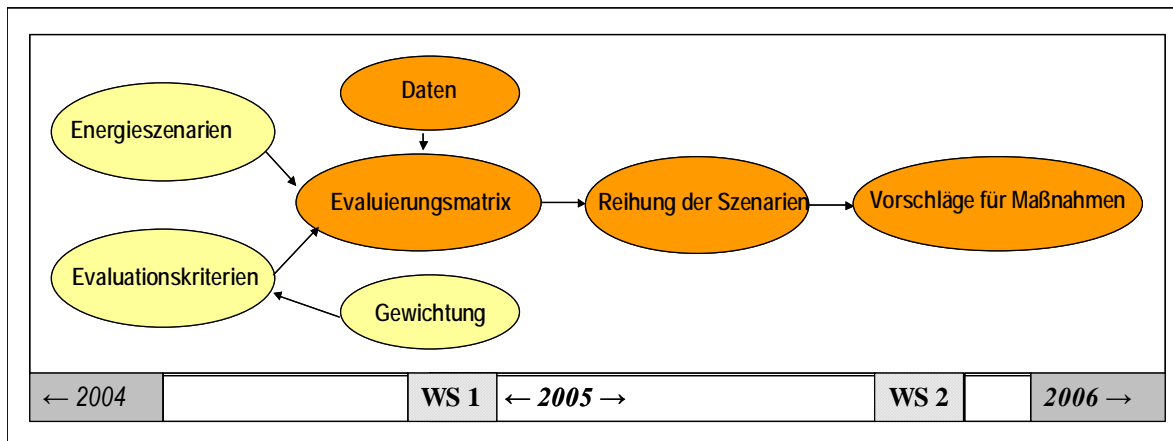 Daten
Energieszenarien
Evaluierungsmatrix
Reihung der Szenarien
Vorschläge für Maßnahmen
Evaluationskriterien
Gewichtung
← 2004
WS 1
← 2005 →
WS 2
2006 →